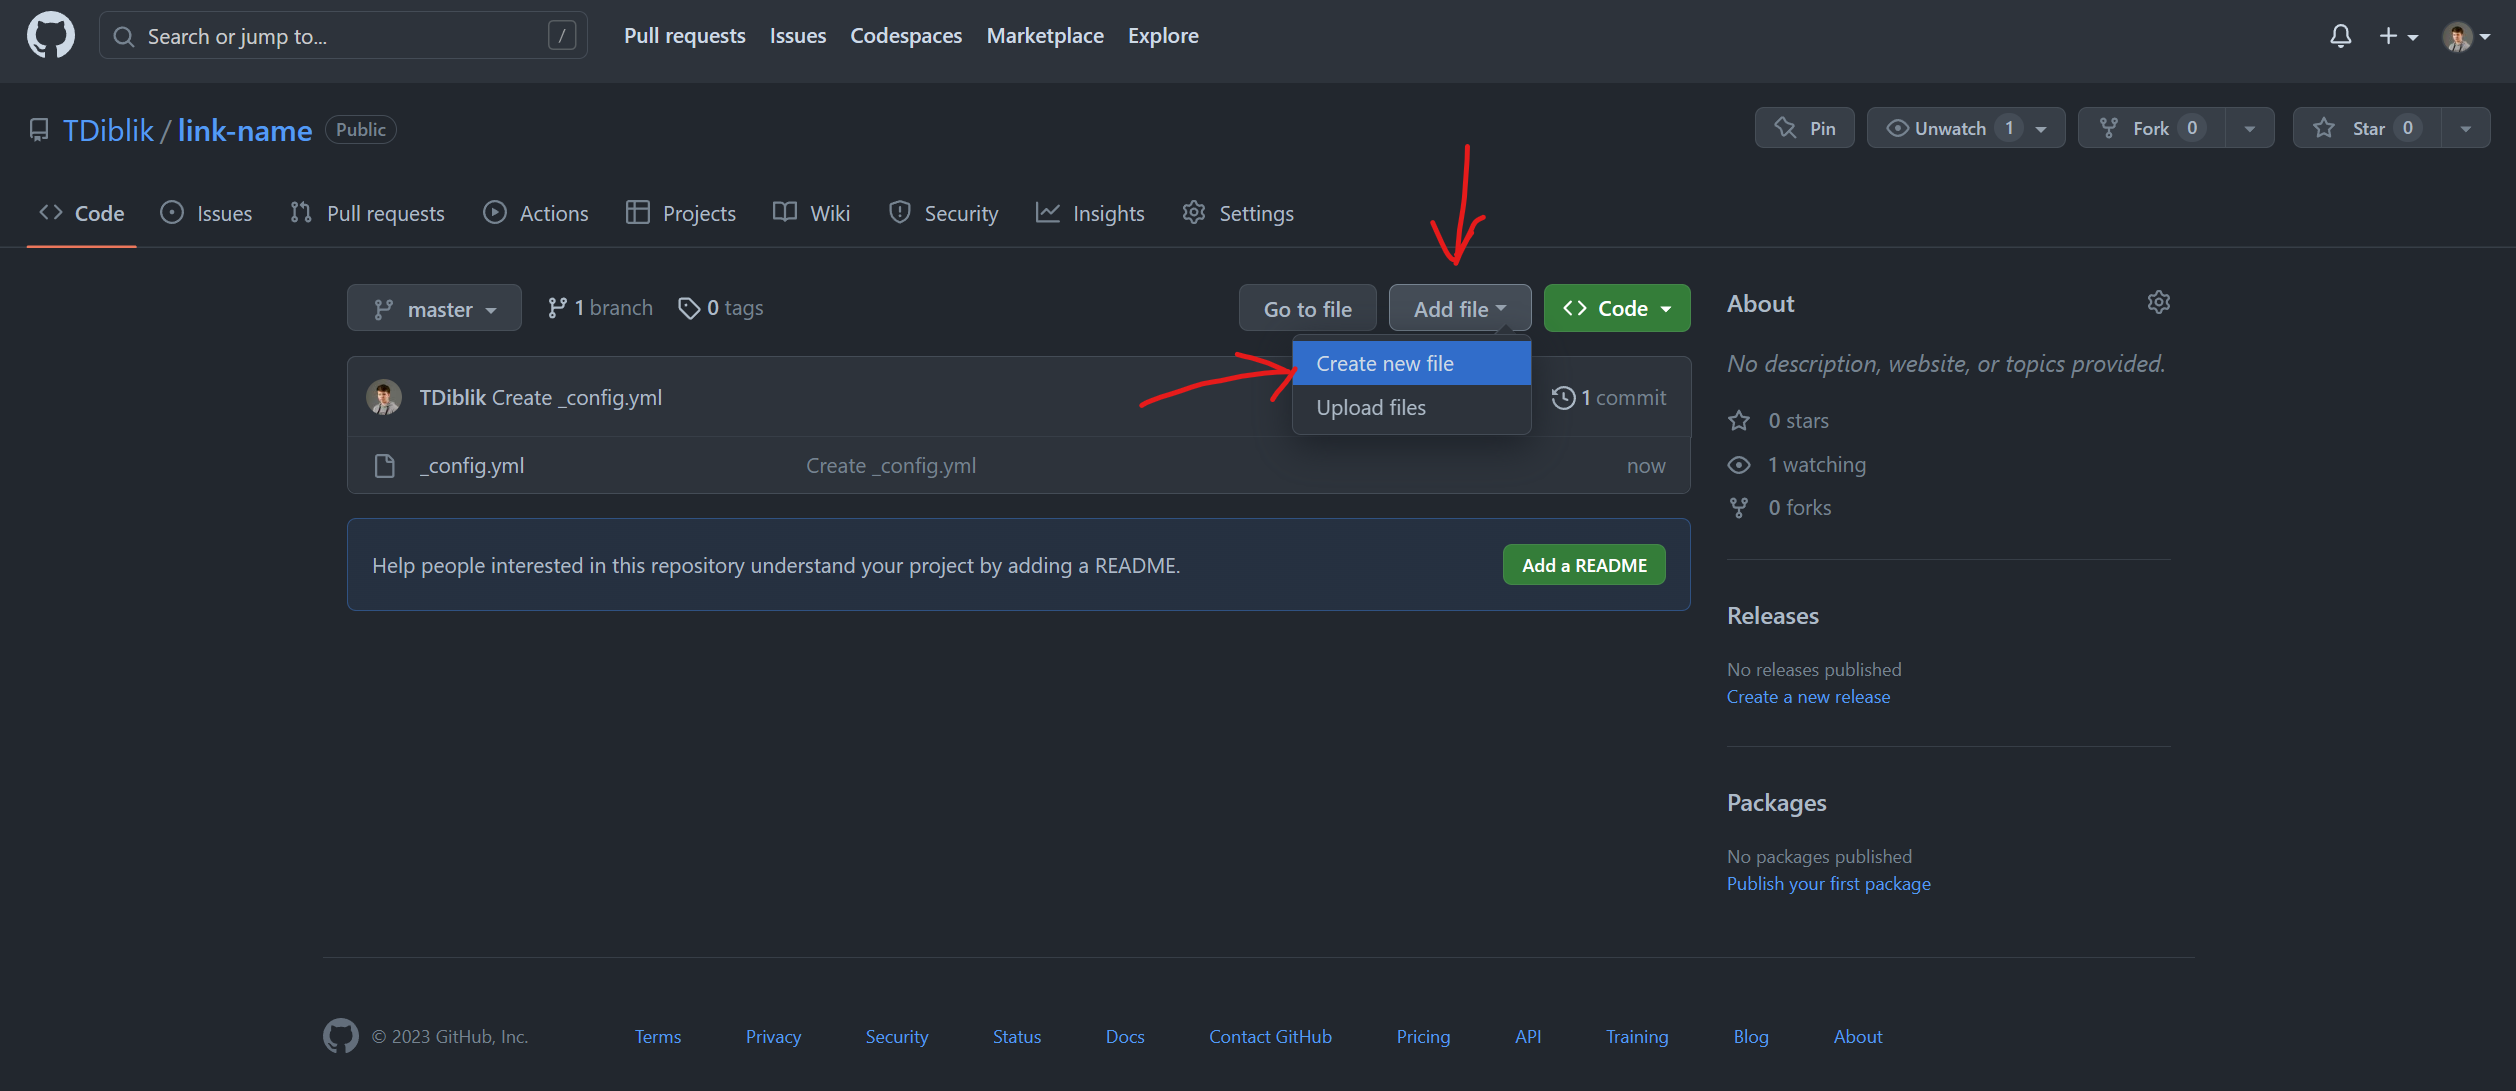 Search or jump to... /
Pull requests Issues Codespaces Marketplace Explore
TDiblik / link-name Public
Pin Unwatch 1 Fork 0 Star 0
Code Issues Pull requests Actions Projects Wiki Security Insights Settings
master 1 branch 0 tags Go to file Add file Code
Create new file
Upload files
TDiblik Create _config.yml 1 commit
_config.yml Create _config.yml now
Help people interested in this repository understand your project by adding a README. Add a README
About
No description, website, or topics provided.
0 stars
1 watching
0 forks
Releases
No releases published
Create a new release
Packages
No packages published
Publish your first package
© 2023 GitHub, Inc. Terms Privacy Security Status Docs Contact GitHub Pricing API Training Blog About